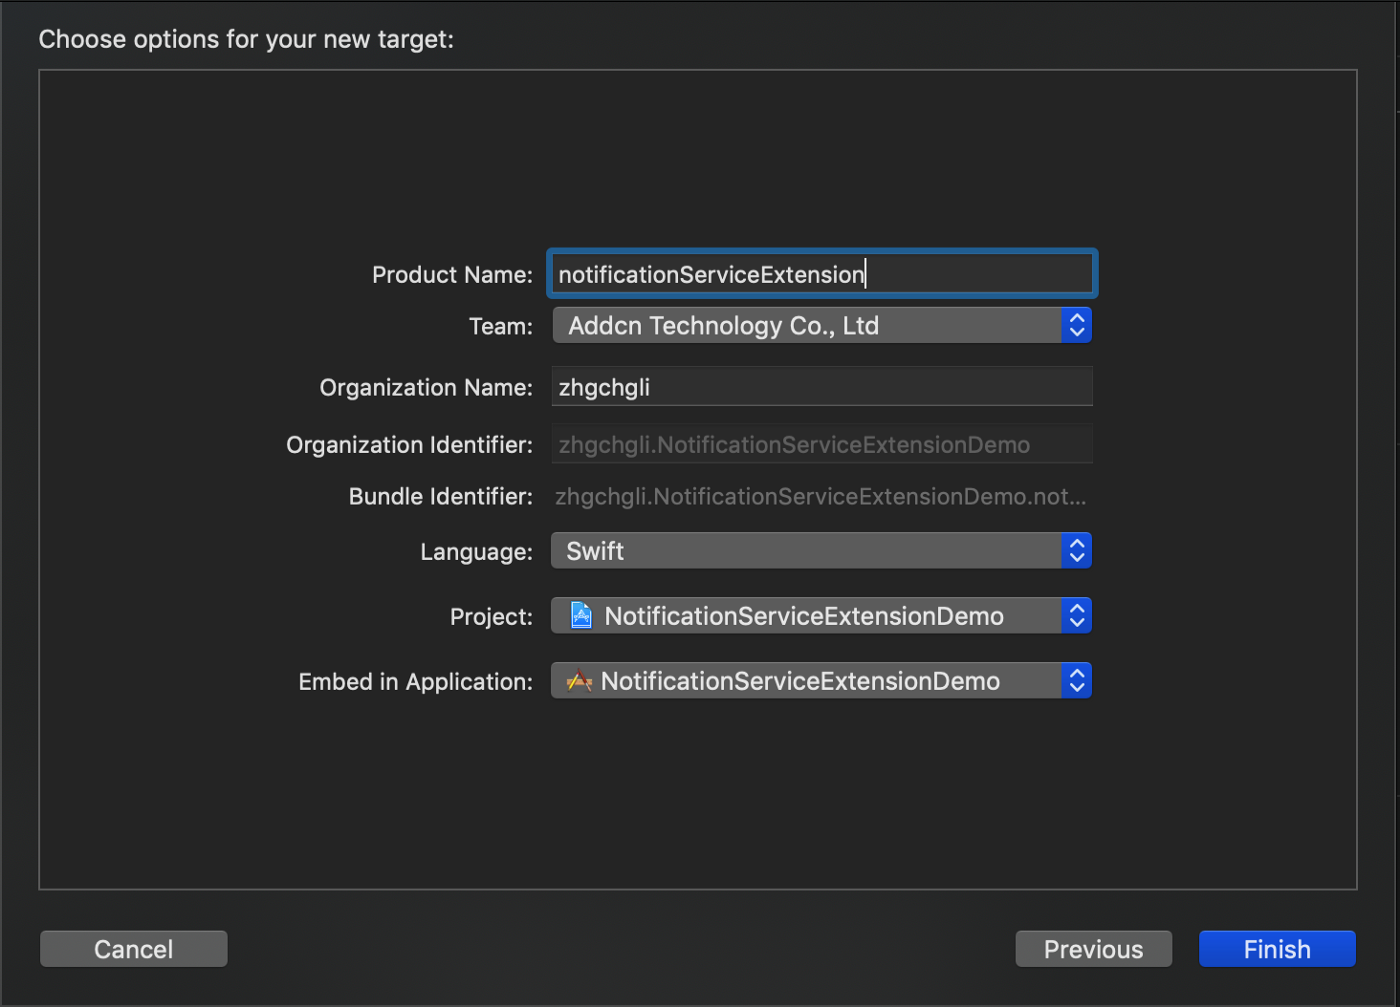 Choose options for your new target:
Product Name: notificationServiceExtension
Team: Addcn Technology Co., Ltd
Organization Name: zhgchgli
Organization Identifier: zhgchgli.NotificationServiceExtensionDemo
Bundle Identifier: zhgchgli.NotificationServiceExtensionDemo.not...
Language: Swift
Project: NotificationServiceExtensionDemo
Embed in Application: NotificationServiceExtensionDemo
Cancel Previous Finish